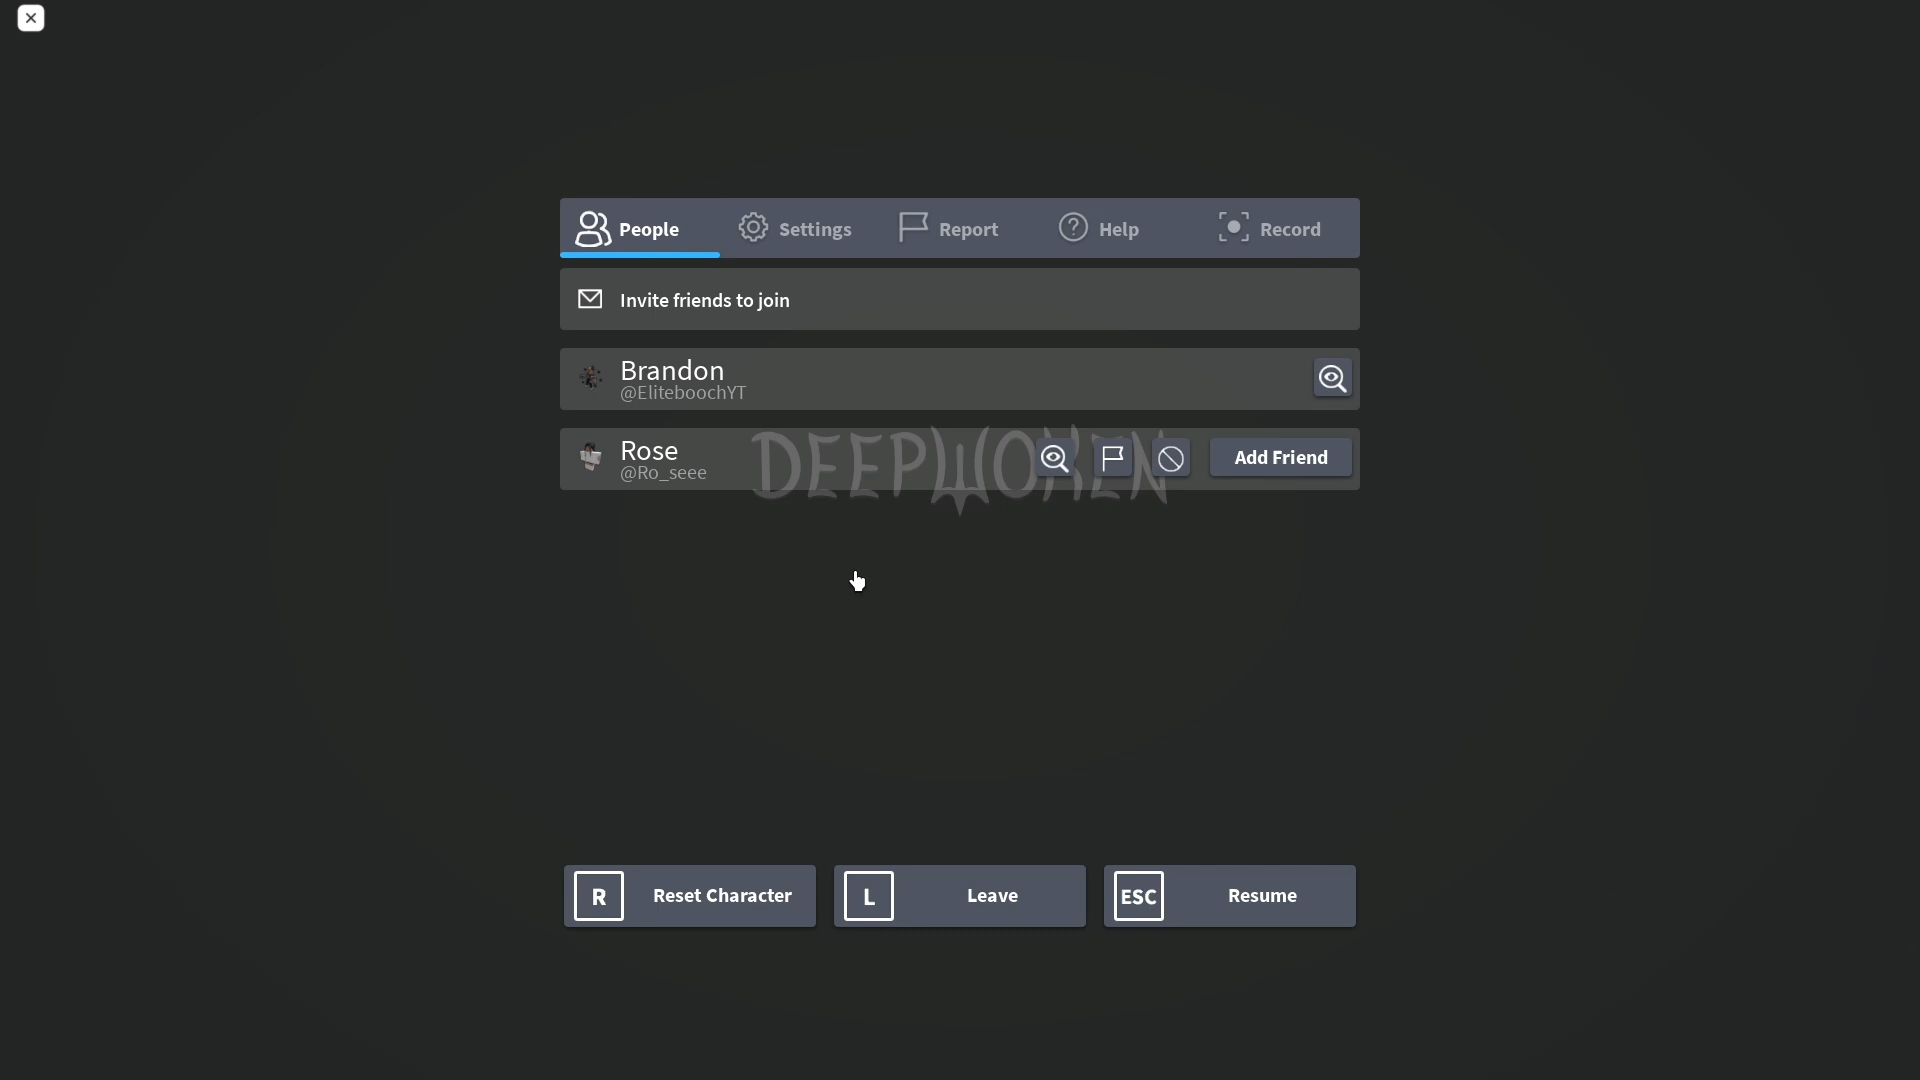 People
Settings
Report
Help
Record
Invite friends to join
Brandon
@EliteboochYT
Rose
@Ro_seee
DEEPWOKEN
Add Friend
R
Reset Character
L
Leave
ESC
Resume